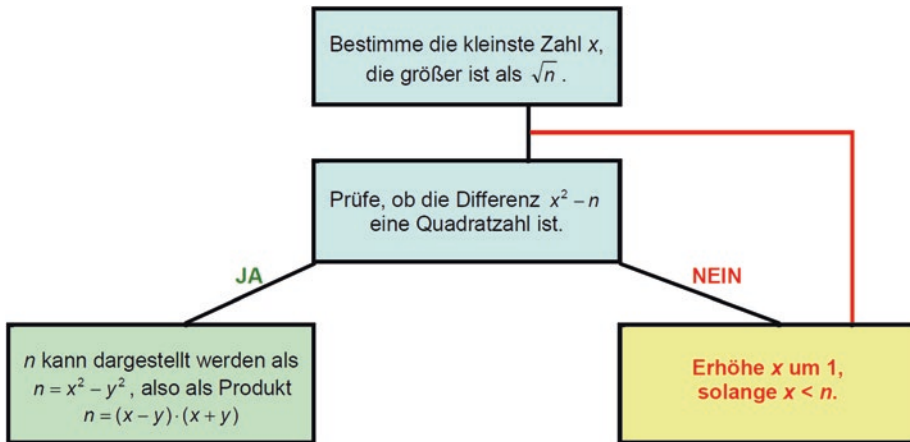 Bestimme die kleinste Zahl x,
die größer ist als √n .
Prüfe, ob die Differenz x² – n
eine Quadratzahl ist.
JA
NEIN
n kann dargestellt werden als
n = x² – y² , also als Produkt
n = (x – y) · (x + y)
Erhöhe x um 1,
solange x < n.